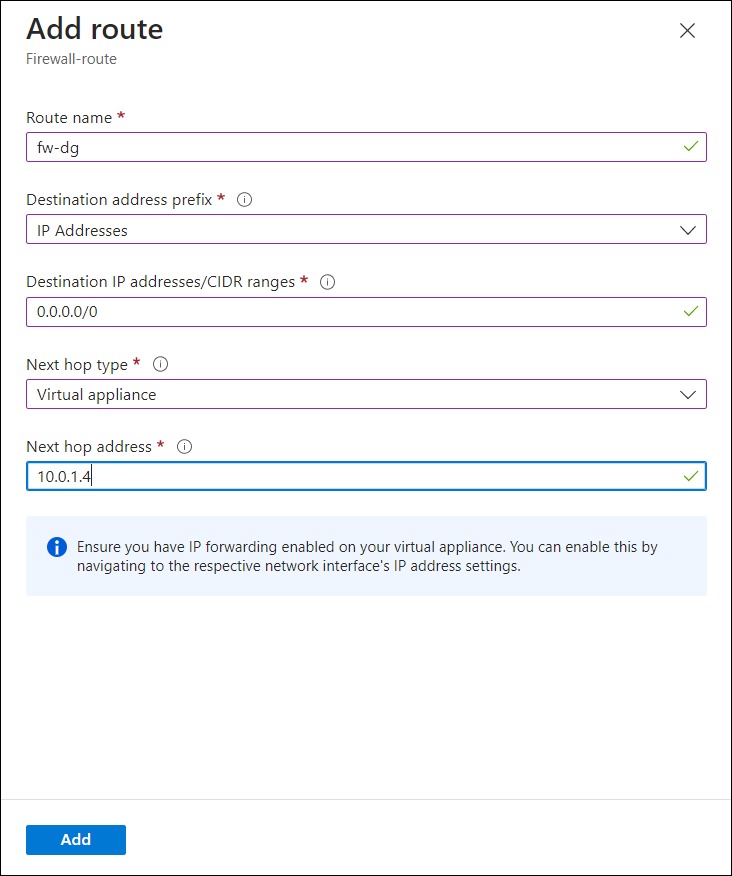 Add route
Firewall-route
Route name *
fw-dg
Destination address prefix *
IP Addresses
Destination IP addresses/CIDR ranges *
0.0.0.0/0
Next hop type *
Virtual appliance
Next hop address *
10.0.1.4
Ensure you have IP forwarding enabled on your virtual appliance. You can enable this by
navigating to the respective network interface's IP address settings.
Add